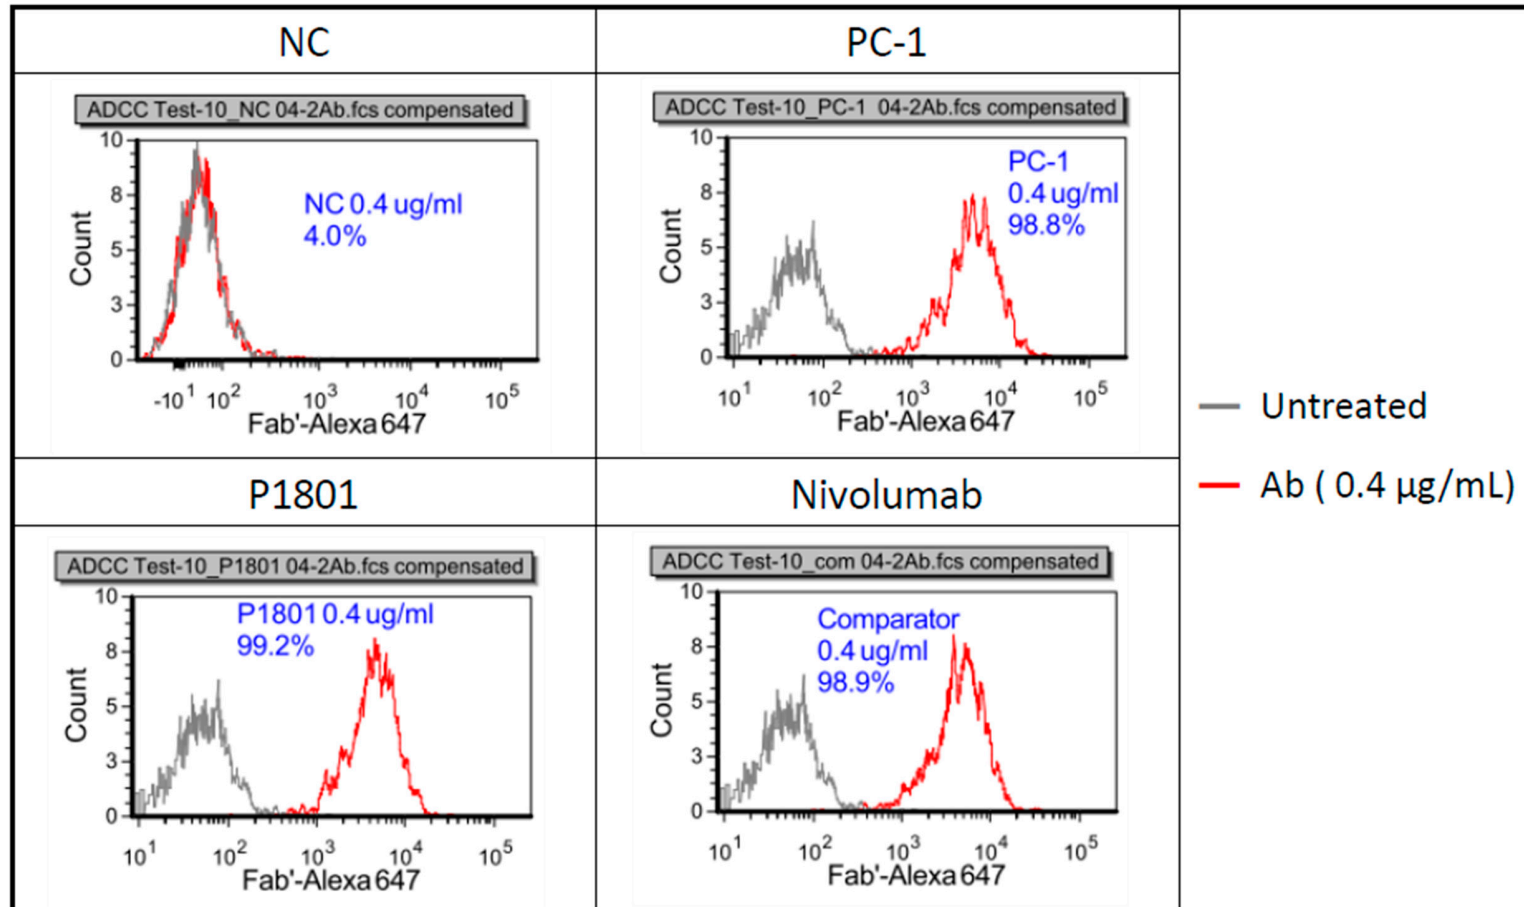 NC
PC-1
ADCC Test-10_NC 04-2Ab.fcs compensated
10
8
5
3
0
Count
NC 0.4 ug/ml
4.0%
-10¹ 10² 10³ 10⁴ 10⁵
Fab'-Alexa 647
ADCC Test-10_PC-1 04-2Ab.fcs compensated
10
8
5
3
0
Count
PC-1
0.4 ug/ml
98.8%
10¹ 10² 10³ 10⁴ 10⁵
Fab'-Alexa 647
Untreated
Ab ( 0.4 µg/mL)
P1801
Nivolumab
ADCC Test-10_P1801 04-2Ab.fcs compensated
10
8
5
3
0
Count
P1801 0.4 ug/ml
99.2%
10¹ 10² 10³ 10⁴ 10⁵
Fab'-Alexa 647
ADCC Test-10_com 04-2Ab.fcs compensated
10
8
5
3
0
Count
Comparator
0.4 ug/ml
98.9%
10¹ 10² 10³ 10⁴ 10⁵
Fab'-Alexa 647